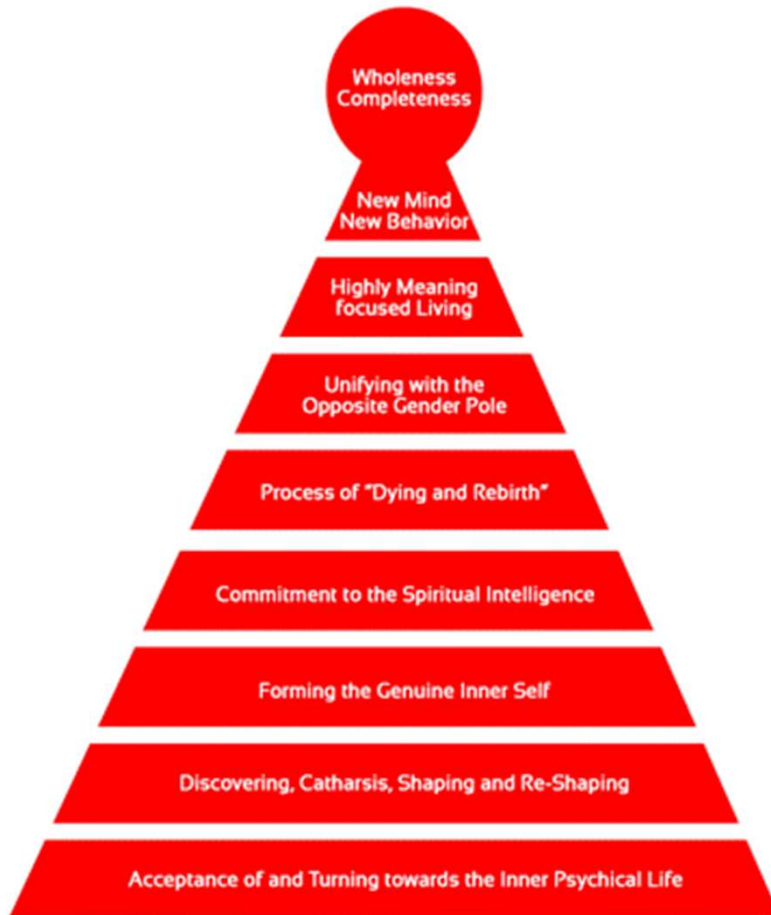 Wholeness
Completeness
New Mind
New Behavior
Highly Meaning
focused Living
Unifying with the
Opposite Gender Pole
Process of "Dying and Rebirth"
Commitment to the Spiritual Intelligence
Forming the Genuine Inner Self
Discovering, Catharsis, Shaping and Re-Shaping
Acceptance of and Turning towards the Inner Psychical Life